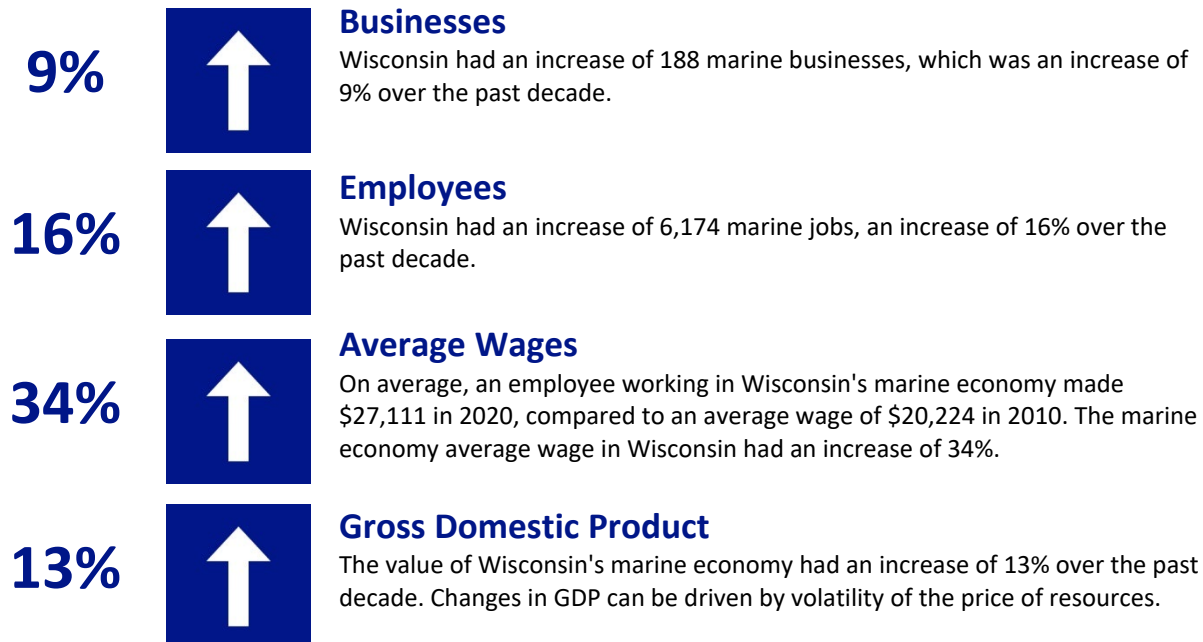 9%
Businesses
Wisconsin had an increase of 188 marine businesses, which was an increase of
9% over the past decade.
16%
Employees
Wisconsin had an increase of 6,174 marine jobs, an increase of 16% over the
past decade.
34%
Average Wages
On average, an employee working in Wisconsin's marine economy made
$27,111 in 2020, compared to an average wage of $20,224 in 2010. The marine
economy average wage in Wisconsin had an increase of 34%.
13%
Gross Domestic Product
The value of Wisconsin's marine economy had an increase of 13% over the past
decade. Changes in GDP can be driven by volatility of the price of resources.